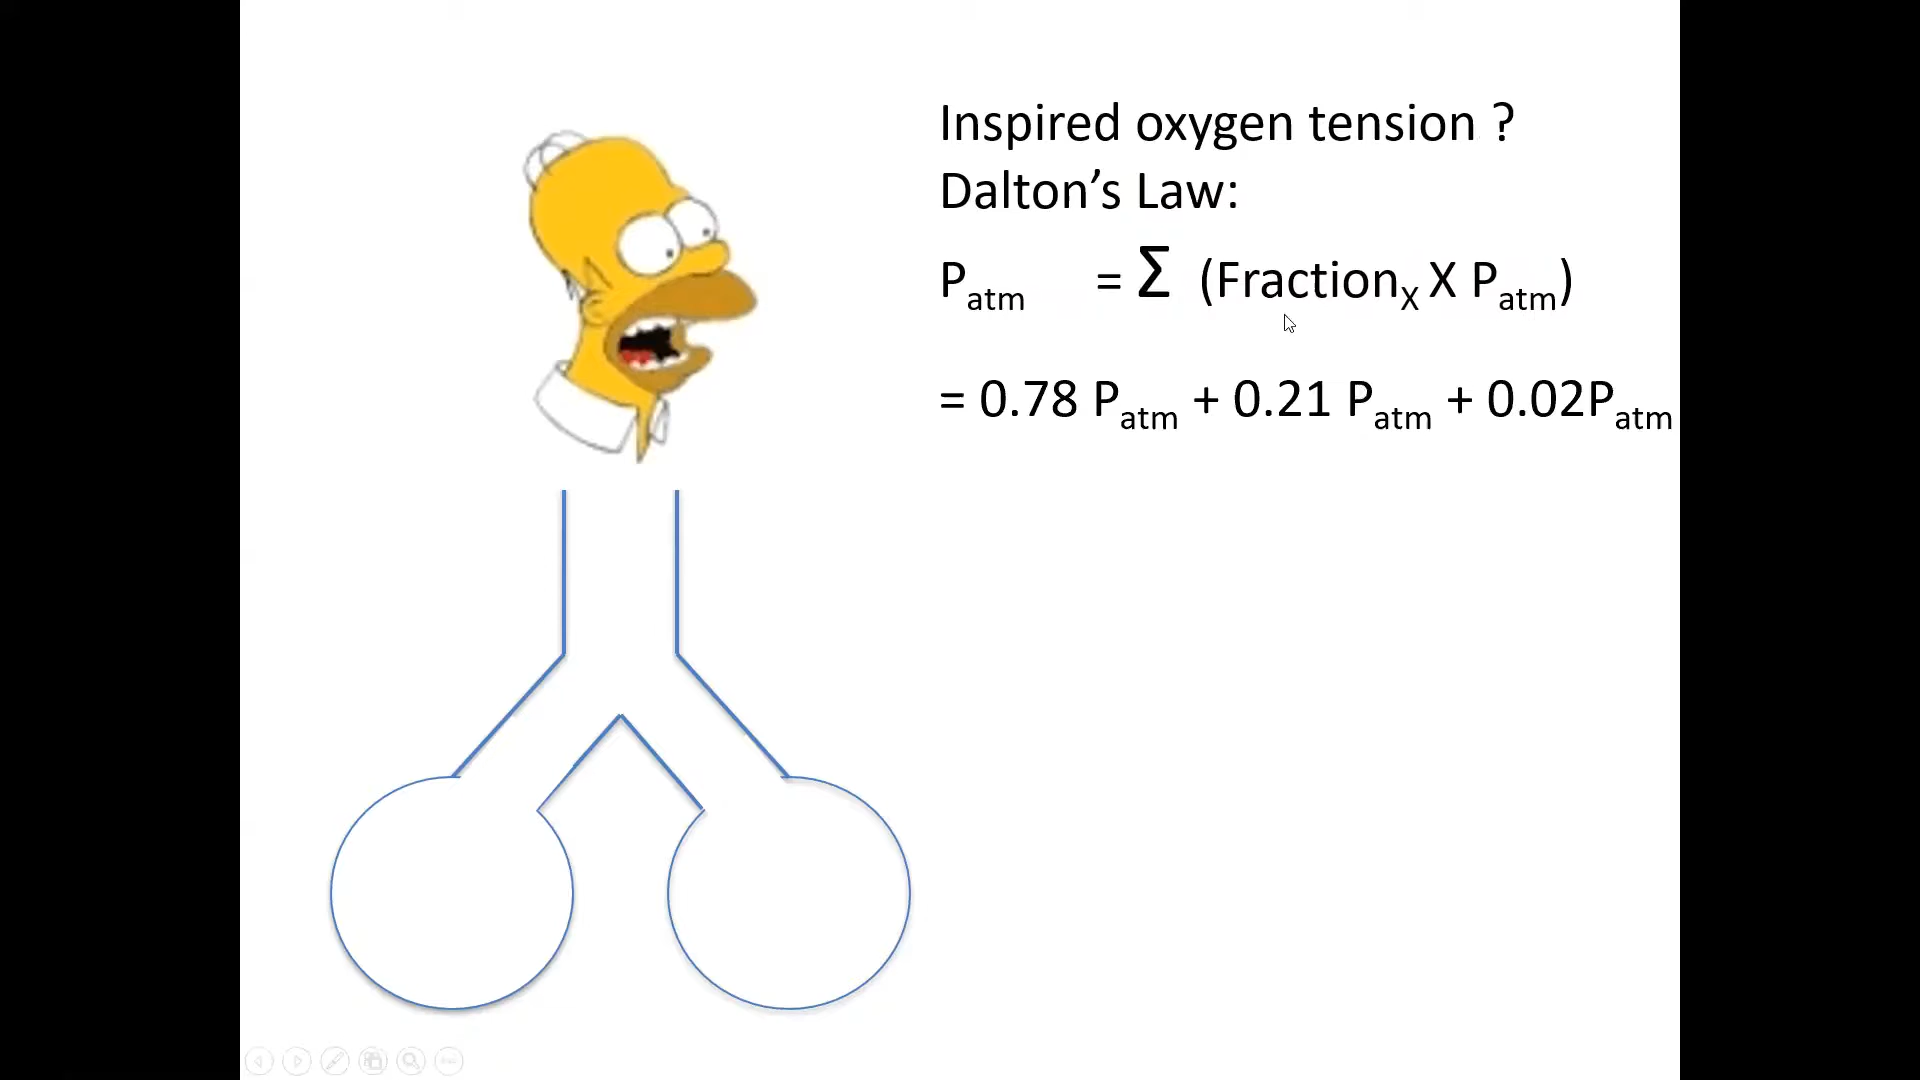 Inspired oxygen tension ?
Dalton’s Law:
Patm = Σ (FractionX X Patm)
= 0.78 Patm + 0.21 Patm + 0.02Patm